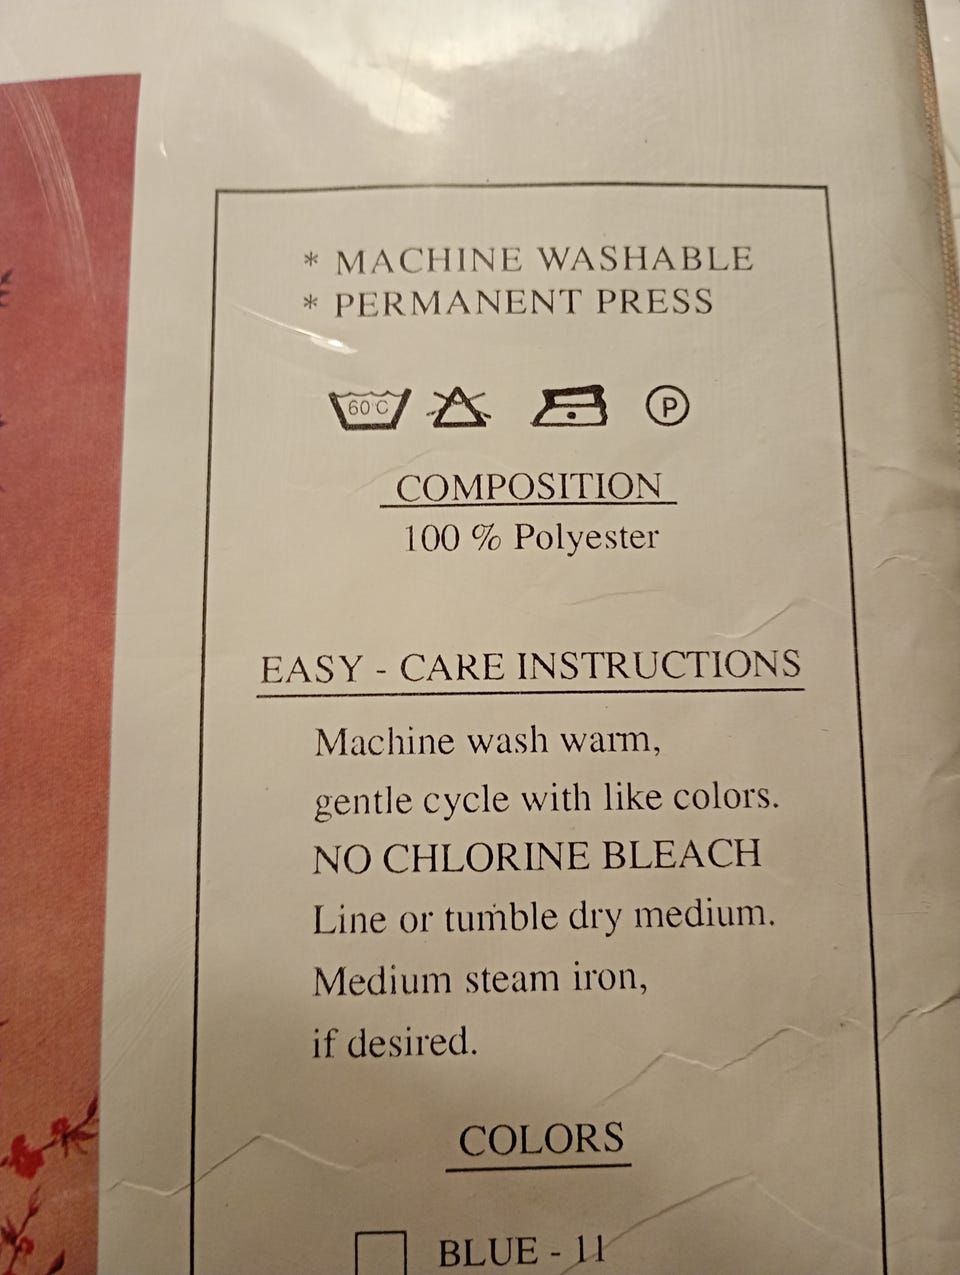 * MACHINE WASHABLE
* PERMANENT PRESS
60°C P
COMPOSITION
100 % Polyester
EASY - CARE INSTRUCTIONS
Machine wash warm,
gentle cycle with like colors.
NO CHLORINE BLEACH
Line or tumble dry medium.
Medium steam iron,
if desired.
COLORS
BLUE - 11